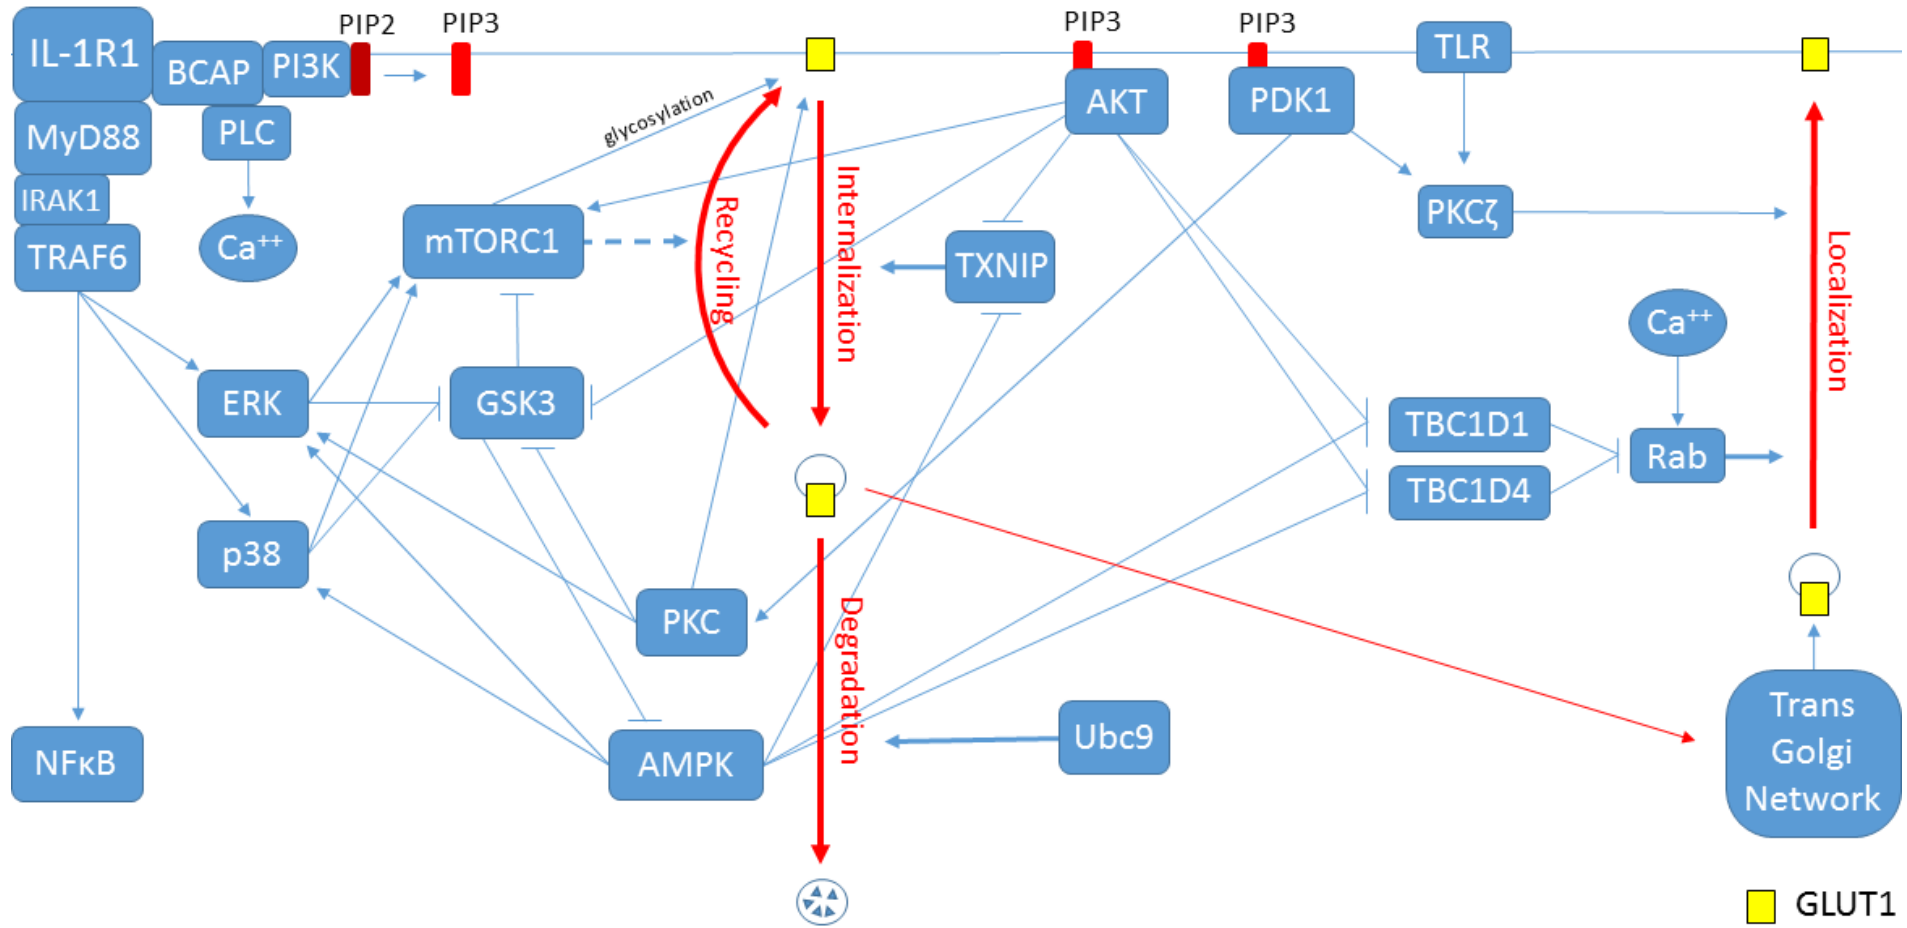 PIP2
PIP3
PIP3
PIP3
IL-1R1
BCAP
PI3K
TLR
AKT
PDK1
MyD88
PLC
glycosylation
IRAK1
PKCζ
TRAF6
Ca++
mTORC1
Recycling
Internalization
TXNIP
Localization
Ca++
ERK
GSK3
TBC1D1
Rab
TBC1D4
p38
PKC
Degradation
NFκB
AMPK
Ubc9
Trans
Golgi
Network
GLUT1